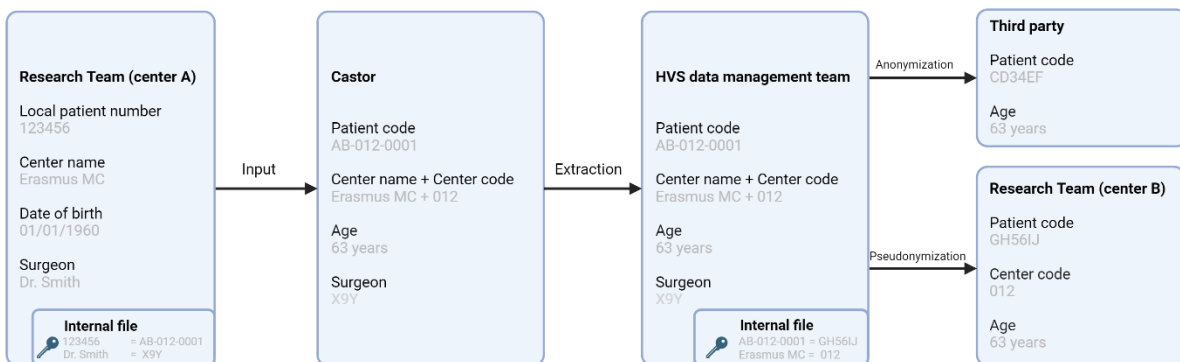 Research Team (center A)
Local patient number
123456
Center name
Erasmus MC
Date of birth
01/01/1960
Surgeon
Dr. Smith
Internal file
123456 = AB-012-0001
Dr. Smith = X9Y
Input
Castor
Patient code
AB-012-0001
Center name + Center code
Erasmus MC + 012
Age
63 years
Surgeon
X9Y
Extraction
HVS data management team
Patient code
AB-012-0001
Center name + Center code
Erasmus MC + 012
Age
63 years
Surgeon
X9Y
Internal file
AB-012-0001 = GH56IJ
Erasmus MC = 012
Anonymization
Third party
Patient code
CD34EF
Age
63 years
Pseudonymization
Research Team (center B)
Patient code
GH56IJ
Center code
012
Age
63 years